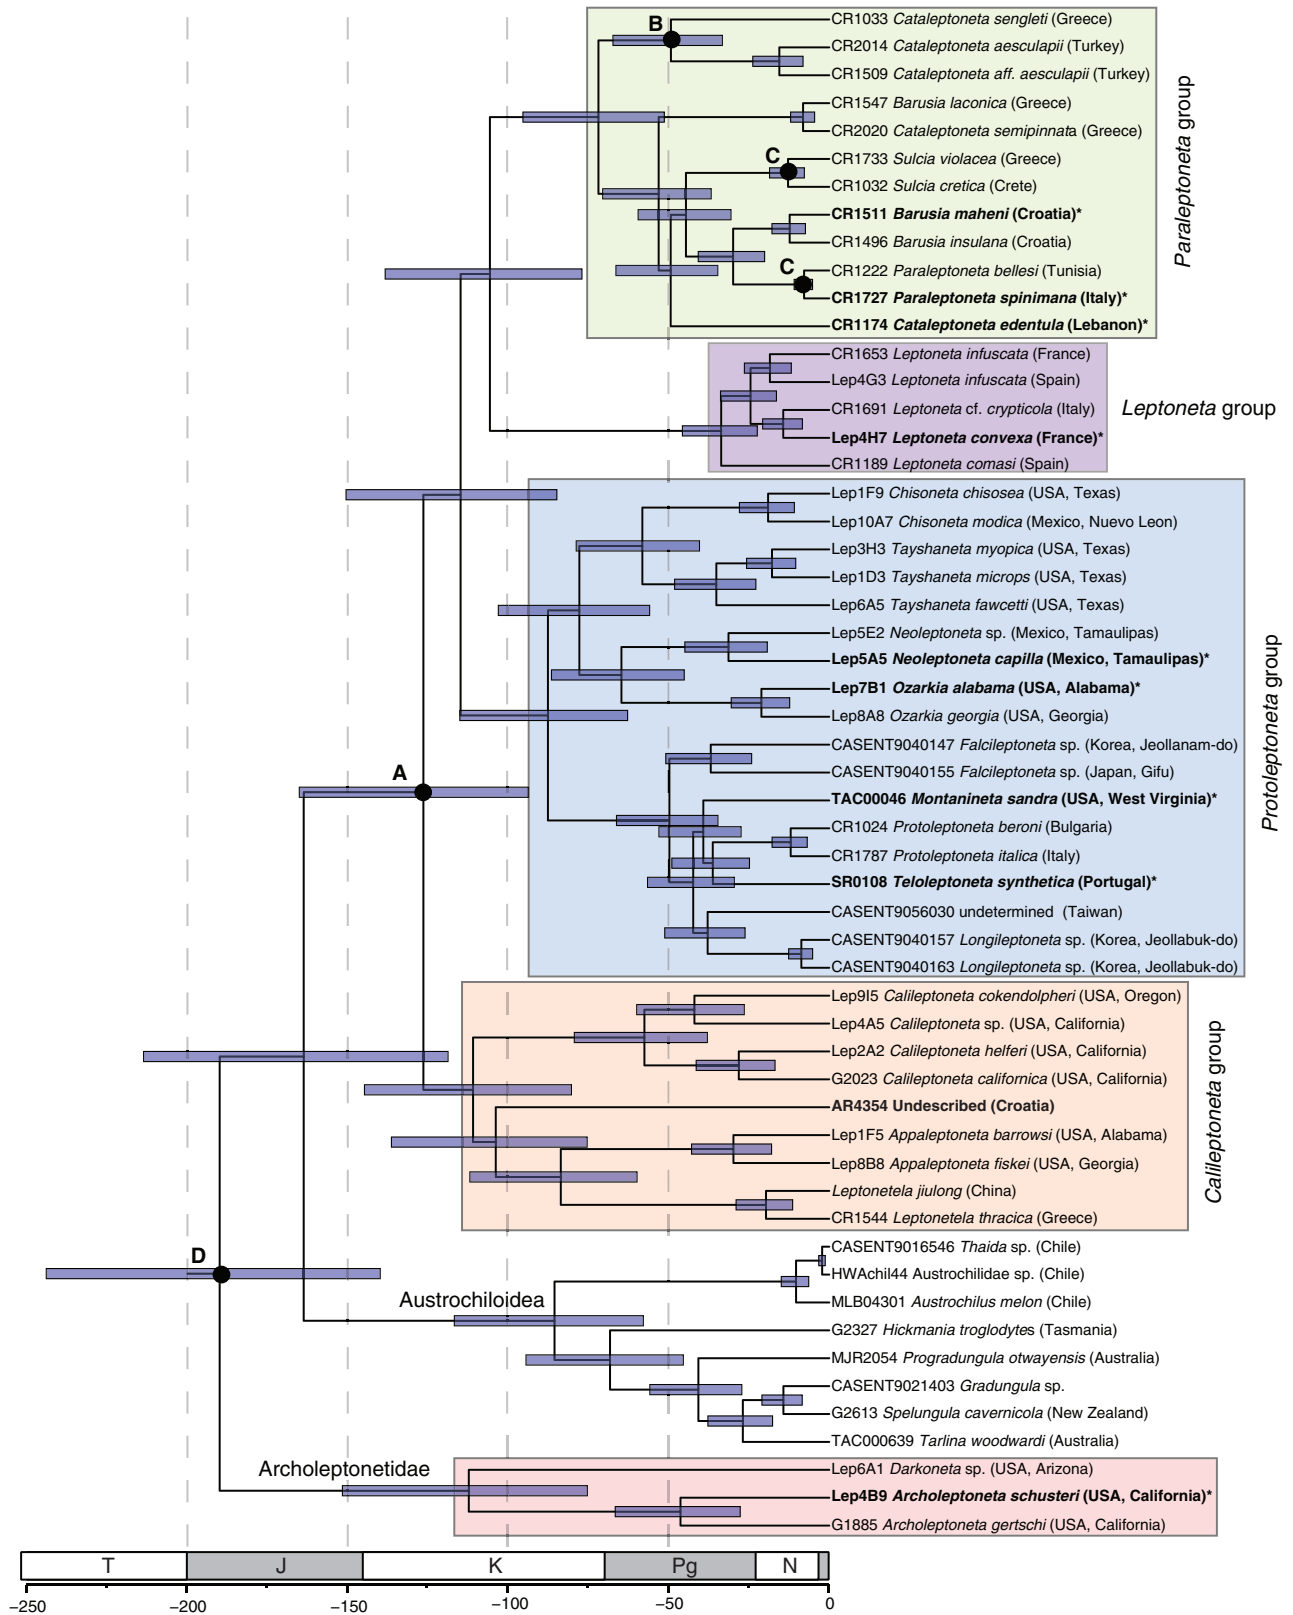 B
CR1033 Cataleptoneta sengleti (Greece)
CR2014 Cataleptoneta aesculapii (Turkey)
CR1509 Cataleptoneta aff. aesculapii (Turkey)
CR1547 Barusia laconica (Greece)
CR2020 Cataleptoneta semipinnata (Greece)
C
CR1733 Sulcia violacea (Greece)
CR1032 Sulcia cretica (Crete)
CR1511 Barusia maheni (Croatia)*
CR1496 Barusia insulana (Croatia)
C
CR1222 Paraleptoneta bellesi (Tunisia)
CR1727 Paraleptoneta spinimana (Italy)*
CR1174 Cataleptoneta edentula (Lebanon)*
Paraleptoneta group
CR1653 Leptoneta infuscata (France)
Lep4G3 Leptoneta infuscata (Spain)
CR1691 Leptoneta cf. crypticola (Italy)
Lep4H7 Leptoneta convexa (France)*
CR1189 Leptoneta comasi (Spain)
Leptoneta group
Lep1F9 Chisoneta chisosea (USA, Texas)
Lep10A7 Chisoneta modica (Mexico, Nuevo Leon)
Lep3H3 Tayshaneta myopica (USA, Texas)
Lep1D3 Tayshaneta microps (USA, Texas)
Lep6A5 Tayshaneta fawcetti (USA, Texas)
Lep5E2 Neoleptoneta sp. (Mexico, Tamaulipas)
Lep5A5 Neoleptoneta capilla (Mexico, Tamaulipas)*
Lep7B1 Ozarkia alabama (USA, Alabama)*
Lep8A8 Ozarkia georgia (USA, Georgia)
CASENT9040147 Falcileptoneta sp. (Korea, Jeollanam-do)
CASENT9040155 Falcileptoneta sp. (Japan, Gifu)
A
TAC00046 Montanineta sandra (USA, West Virginia)*
CR1024 Protoleptoneta beroni (Bulgaria)
CR1787 Protoleptoneta italica (Italy)
SR0108 Teloleptoneta synthetica (Portugal)*
CASENT9056030 undetermined (Taiwan)
CASENT9040157 Longileptoneta sp. (Korea, Jeollabuk-do)
CASENT9040163 Longileptoneta sp. (Korea, Jeollabuk-do)
Protoleptoneta group
Lep9I5 Calileptoneta cokendolpheri (USA, Oregon)
Lep4A5 Calileptoneta sp. (USA, California)
Lep2A2 Calileptoneta helferi (USA, California)
G2023 Calileptoneta californica (USA, California)
AR4354 Undescribed (Croatia)
Lep1F5 Appaleptoneta barrowsi (USA, Alabama)
Lep8B8 Appaleptoneta fiskei (USA, Georgia)
Leptonetela jiulong (China)
CR1544 Leptonetela thracica (Greece)
Calileptoneta group
D
CASENT9016546 Thaida sp. (Chile)
HWAchil44 Austrochilidae sp. (Chile)
MLB04301 Austrochilus melon (Chile)
Austrochiloidea
G2327 Hickmania troglodytes (Tasmania)
MJR2054 Progradungula otwayensis (Australia)
CASENT9021403 Gradungula sp.
G2613 Spelungula cavernicola (New Zealand)
TAC000639 Tarlina woodwardi (Australia)
Archoleptonetidae
Lep6A1 Darkoneta sp. (USA, Arizona)
Lep4B9 Archoleptoneta schusteri (USA, California)*
G1885 Archoleptoneta gertschi (USA, California)
T J K Pg N
−250 −200 −150 −100 −50 0